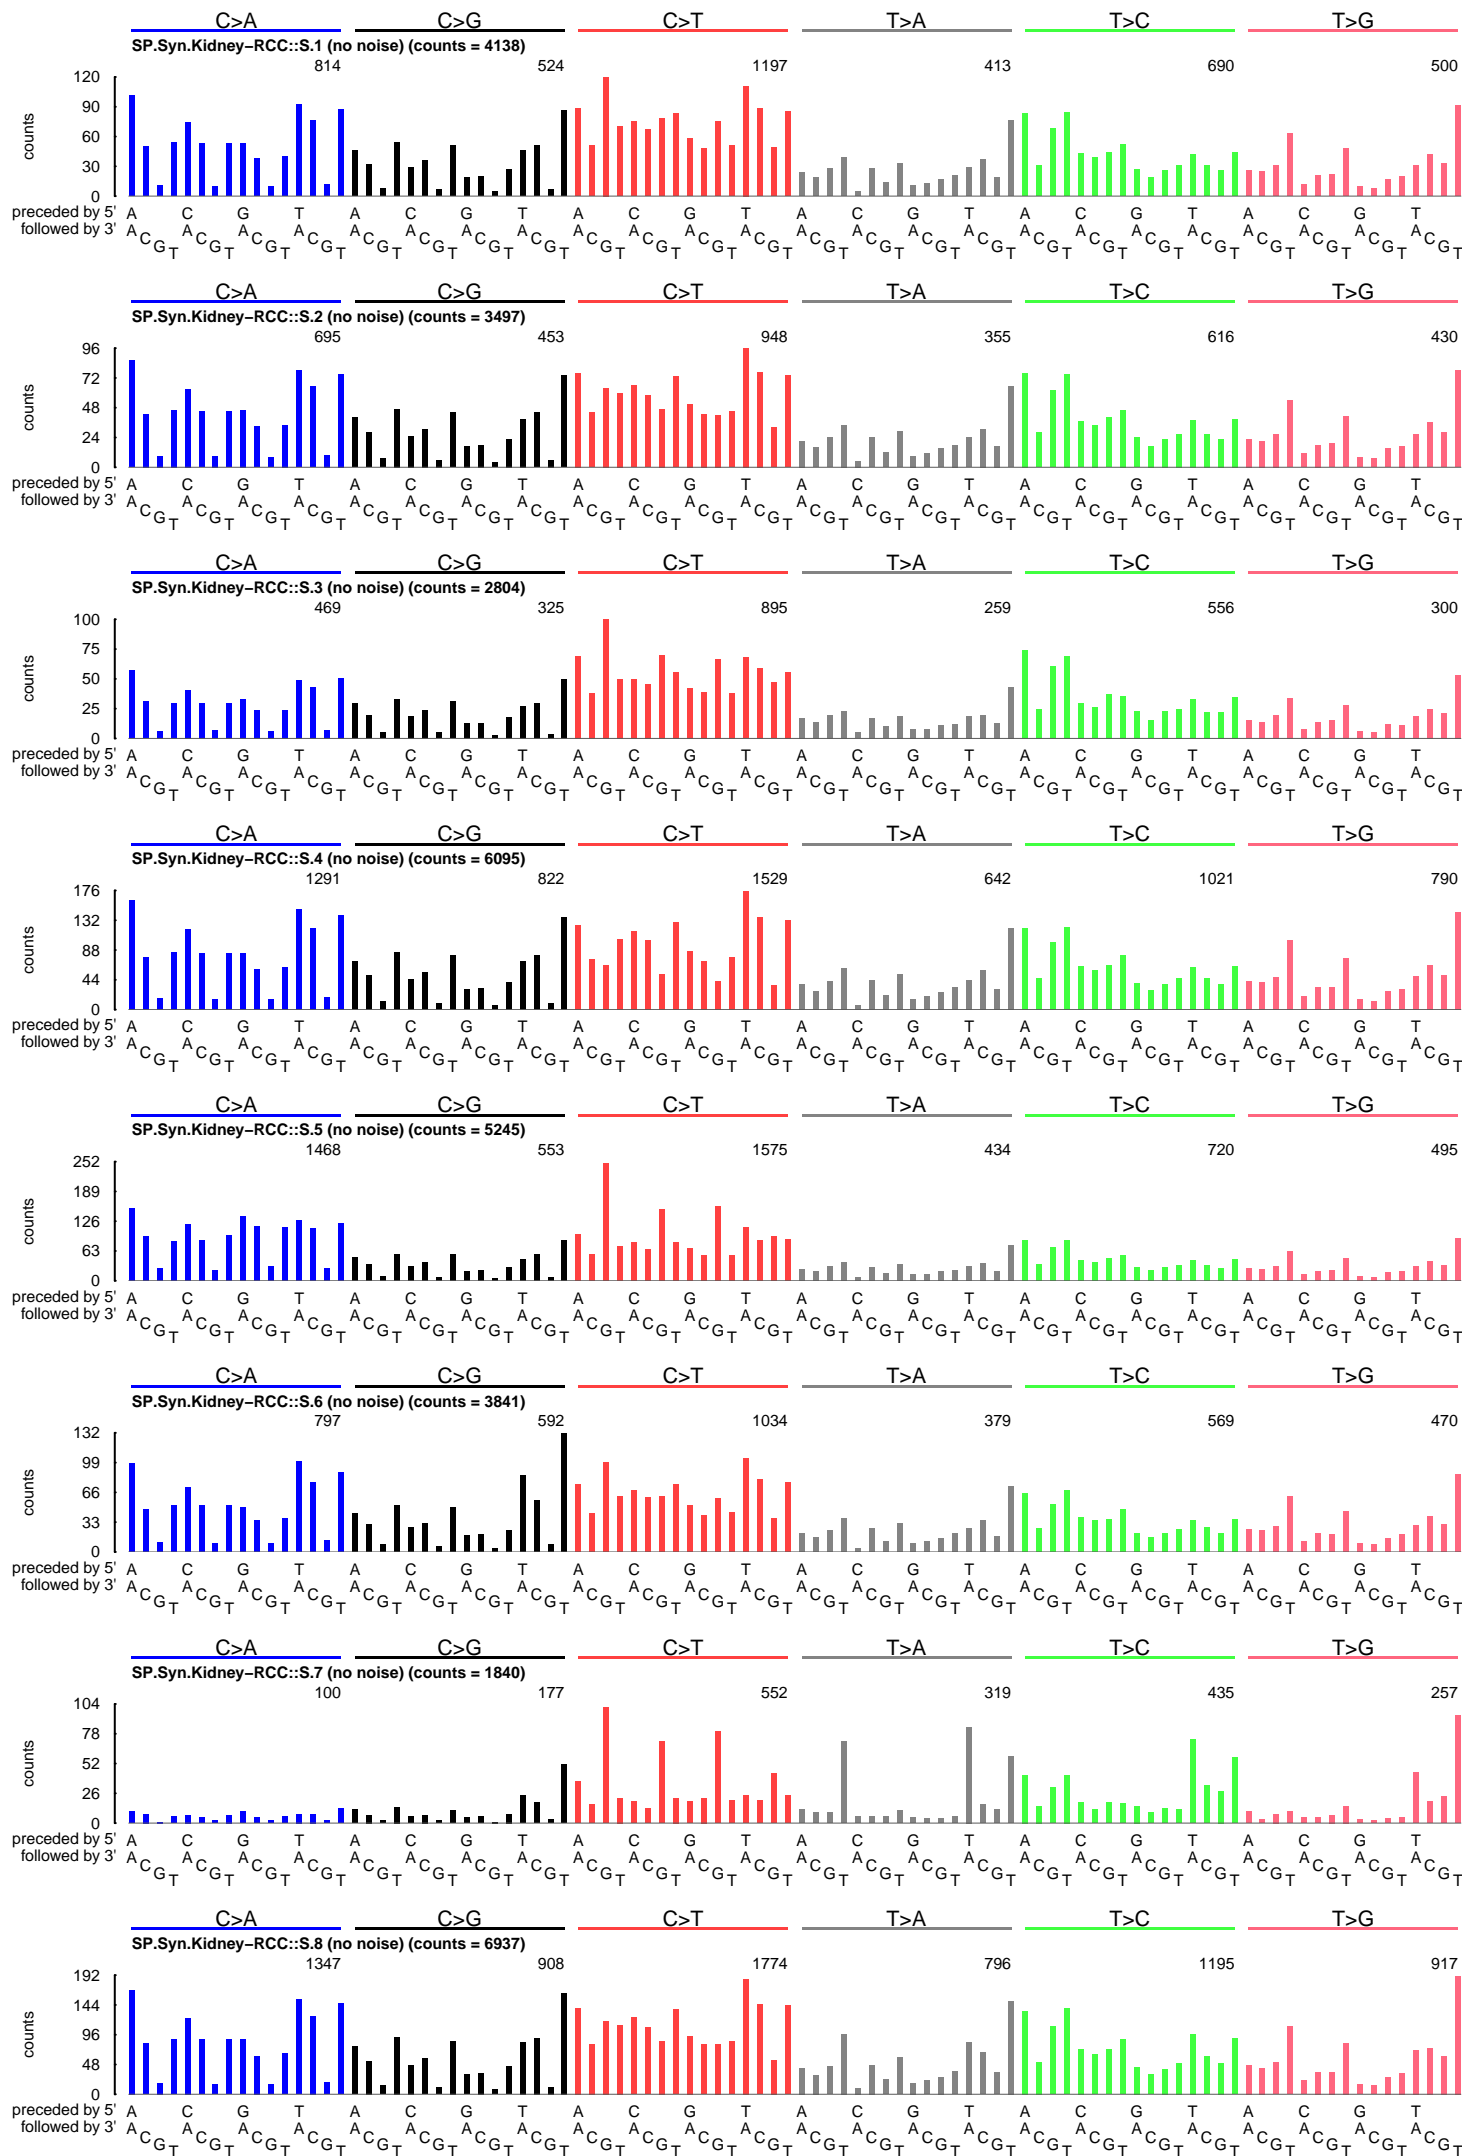 C>A C>G C>T T>A T>C T>G
SP.Syn.Kidney–RCC::S.1 (no noise) (counts = 4138)
814 524 1197 413 690 500
120
90
60
30
0
counts
preceded by 5' A C G T A C G T A C G T A C G T A C G T A C G T
followed by 3' A C G T A C G T A C G T A C G T A C G T A C G T A C G T A C G T A C G T A C G T A C G T A C G T A C G T A C G T A C G T A C G T A C G T A C G T A C G T A C G T A C G T A C G T A C G T A C G T
C>A C>G C>T T>A T>C T>G
SP.Syn.Kidney–RCC::S.2 (no noise) (counts = 3497)
695 453 948 355 616 430
96
72
48
24
0
counts
preceded by 5' A C G T A C G T A C G T A C G T A C G T A C G T
followed by 3' A C G T A C G T A C G T A C G T A C G T A C G T A C G T A C G T A C G T A C G T A C G T A C G T A C G T A C G T A C G T A C G T A C G T A C G T A C G T A C G T A C G T A C G T A C G T A C G T
C>A C>G C>T T>A T>C T>G
SP.Syn.Kidney–RCC::S.3 (no noise) (counts = 2804)
469 325 895 259 556 300
100
75
50
25
0
counts
preceded by 5' A C G T A C G T A C G T A C G T A C G T A C G T
followed by 3' A C G T A C G T A C G T A C G T A C G T A C G T A C G T A C G T A C G T A C G T A C G T A C G T A C G T A C G T A C G T A C G T A C G T A C G T A C G T A C G T A C G T A C G T A C G T A C G T
C>A C>G C>T T>A T>C T>G
SP.Syn.Kidney–RCC::S.4 (no noise) (counts = 6095)
1291 822 1529 642 1021 790
176
132
88
44
0
counts
preceded by 5' A C G T A C G T A C G T A C G T A C G T A C G T
followed by 3' A C G T A C G T A C G T A C G T A C G T A C G T A C G T A C G T A C G T A C G T A C G T A C G T A C G T A C G T A C G T A C G T A C G T A C G T A C G T A C G T A C G T A C G T A C G T A C G T
C>A C>G C>T T>A T>C T>G
SP.Syn.Kidney–RCC::S.5 (no noise) (counts = 5245)
1468 553 1575 434 720 495
252
189
126
63
0
counts
preceded by 5' A C G T A C G T A C G T A C G T A C G T A C G T
followed by 3' A C G T A C G T A C G T A C G T A C G T A C G T A C G T A C G T A C G T A C G T A C G T A C G T A C G T A C G T A C G T A C G T A C G T A C G T A C G T A C G T A C G T A C G T A C G T A C G T
C>A C>G C>T T>A T>C T>G
SP.Syn.Kidney–RCC::S.6 (no noise) (counts = 3841)
797 592 1034 379 569 470
132
99
66
33
0
counts
preceded by 5' A C G T A C G T A C G T A C G T A C G T A C G T
followed by 3' A C G T A C G T A C G T A C G T A C G T A C G T A C G T A C G T A C G T A C G T A C G T A C G T A C G T A C G T A C G T A C G T A C G T A C G T A C G T A C G T A C G T A C G T A C G T A C G T
C>A C>G C>T T>A T>C T>G
SP.Syn.Kidney–RCC::S.7 (no noise) (counts = 1840)
100 177 552 319 435 257
104
78
52
26
0
counts
preceded by 5' A C G T A C G T A C G T A C G T A C G T A C G T
followed by 3' A C G T A C G T A C G T A C G T A C G T A C G T A C G T A C G T A C G T A C G T A C G T A C G T A C G T A C G T A C G T A C G T A C G T A C G T A C G T A C G T A C G T A C G T A C G T A C G T
C>A C>G C>T T>A T>C T>G
SP.Syn.Kidney–RCC::S.8 (no noise) (counts = 6937)
1347 908 1774 796 1195 917
192
144
96
48
0
counts
preceded by 5' A C G T A C G T A C G T A C G T A C G T A C G T
followed by 3' A C G T A C G T A C G T A C G T A C G T A C G T A C G T A C G T A C G T A C G T A C G T A C G T A C G T A C G T A C G T A C G T A C G T A C G T A C G T A C G T A C G T A C G T A C G T A C G T